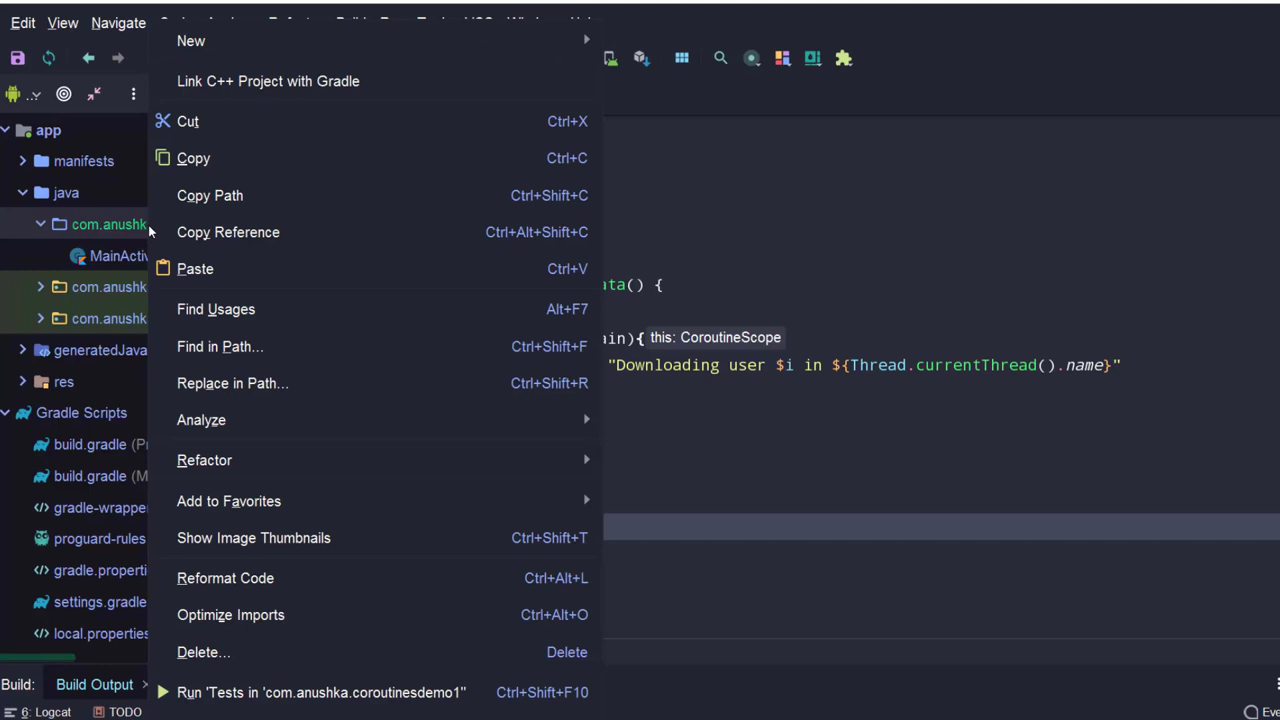 Edit View Navigate
New
Link C++ Project with Gradle
Cut Ctrl+X
Copy Ctrl+C
Copy Path Ctrl+Shift+C
Copy Reference Ctrl+Alt+Shift+C
Paste Ctrl+V
Find Usages Alt+F7
Find in Path... Ctrl+Shift+F
Replace in Path... Ctrl+Shift+R
Analyze
Refactor
Add to Favorites
Show Image Thumbnails Ctrl+Shift+T
Reformat Code Ctrl+Alt+L
Optimize Imports Ctrl+Alt+O
Delete... Delete
Run 'Tests in 'com.anushka.coroutinesdemo1'' Ctrl+Shift+F10
app
manifests
java
com.anushk
MainActiv
com.anushk
com.anushk
generatedJava
res
Gradle Scripts
build.gradle (P
build.gradle (M
gradle-wrappe
proguard-rules
gradle.properti
settings.gradle
local.properties
ata() {
ain){ this: CoroutineScope
"Downloading user $i in ${Thread.currentThread().name}"
Build: Build Output ×
6: Logcat TODO
Eve